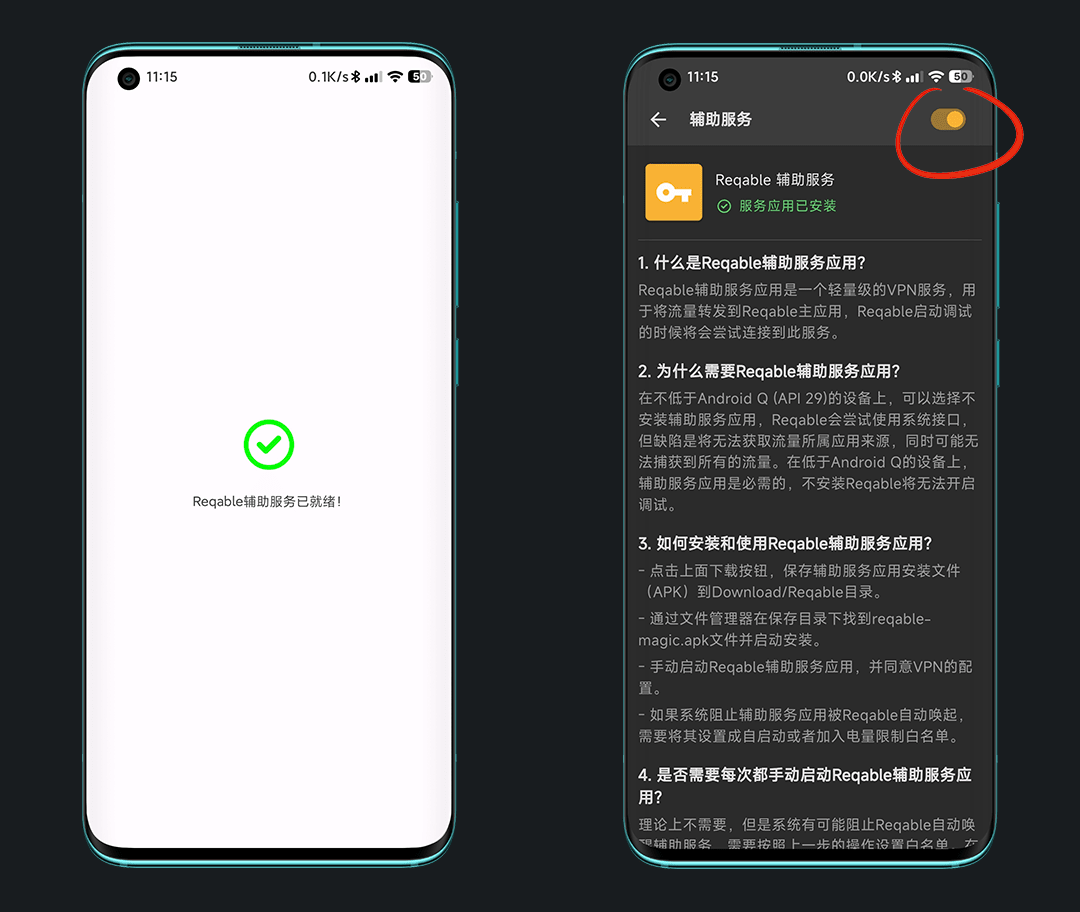 11:15
0.1K/s
50
Reqable辅助服务已就绪!
11:15
0.0K/s
50
辅助服务
Reqable 辅助服务
服务应用已安装
1. 什么是Reqable辅助服务应用?
Reqable辅助服务应用是一个轻量级的VPN服务，用
于将流量转发到Reqable主应用，Reqable启动调试
的时候将会尝试连接到此服务。
2. 为什么需要Reqable辅助服务应用?
在不低于Android Q (API 29)的设备上，可以选择不
安装辅助服务应用，Reqable会尝试使用系统接口，
但缺陷是将无法获取流量所属应用来源，同时可能无
法捕获到所有的流量。在低于Android Q的设备上，
辅助服务应用是必需的，不安装Reqable将无法开启
调试。
3. 如何安装和使用Reqable辅助服务应用?
- 点击上面下载按钮，保存辅助服务应用安装文件
（APK）到Download/Reqable目录。
- 通过文件管理器在保存目录下找到reqable-
magic.apk文件并启动安装。
- 手动启动Reqable辅助服务应用，并同意VPN的配
置。
- 如果系统阻止辅助服务应用被Reqable自动唤起，
需要将其设置成自启动或者加入电量限制白名单。
4. 是否需要每次都手动启动Reqable辅助服务应
用?
理论上不需要，但是系统有可能阻止Reqable自动唤
醒辅助服务，需要按照上一步的操作设置白名单。在